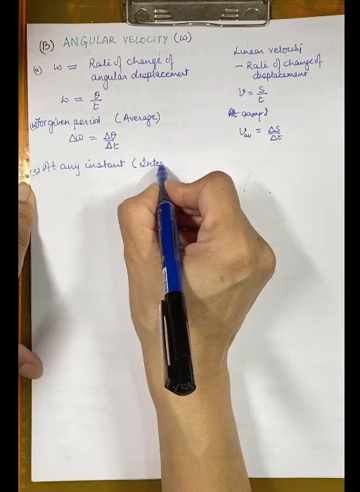 (B) ANGULAR VELOCITY (ω)
(a) ω = Rate of change of
angular displacement
ω = θ/t
(b) For given period (Average)
Δω = Δθ/Δt
(c) At any instant (Inte
Linear velocity
– Rate of change of
displacement
v = S/t
v_av = ΔS/Δt